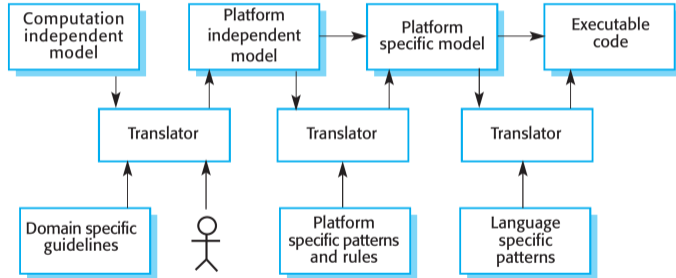 Computation
independent
model
Platform
independent
model
Platform
specific model
Executable
code
Translator
Translator
Translator
Domain specific
guidelines
Platform
specific patterns
and rules
Language
specific
patterns